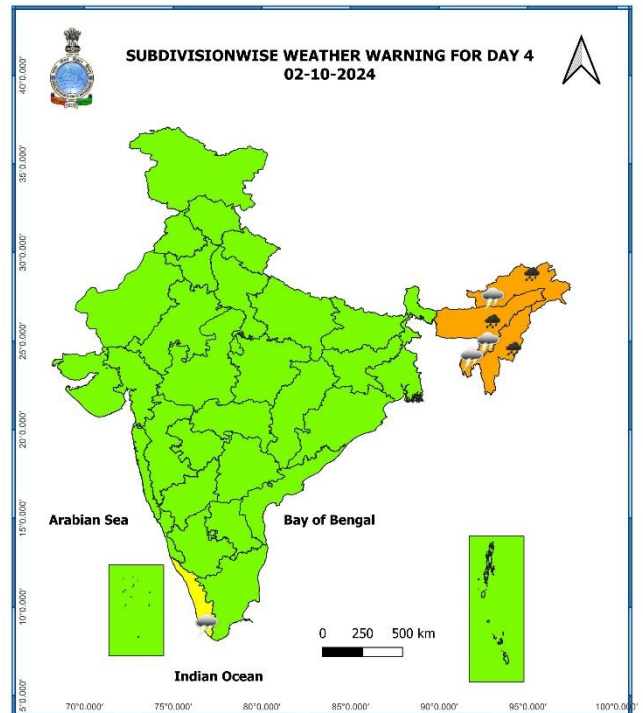 SUBDIVISIONWISE WEATHER WARNING FOR DAY 4
02-10-2024
40°0.000'
35°0.000'
30°0.000'
25°0.000'
20°0.000'
15°0.000'
10°0.000'
5°0.000'
Arabian Sea
Bay of Bengal
0 250 500 km
Indian Ocean
70°0.000' 75°0.000' 80°0.000' 85°0.000' 90°0.000' 95°0.000' 100°0.000'